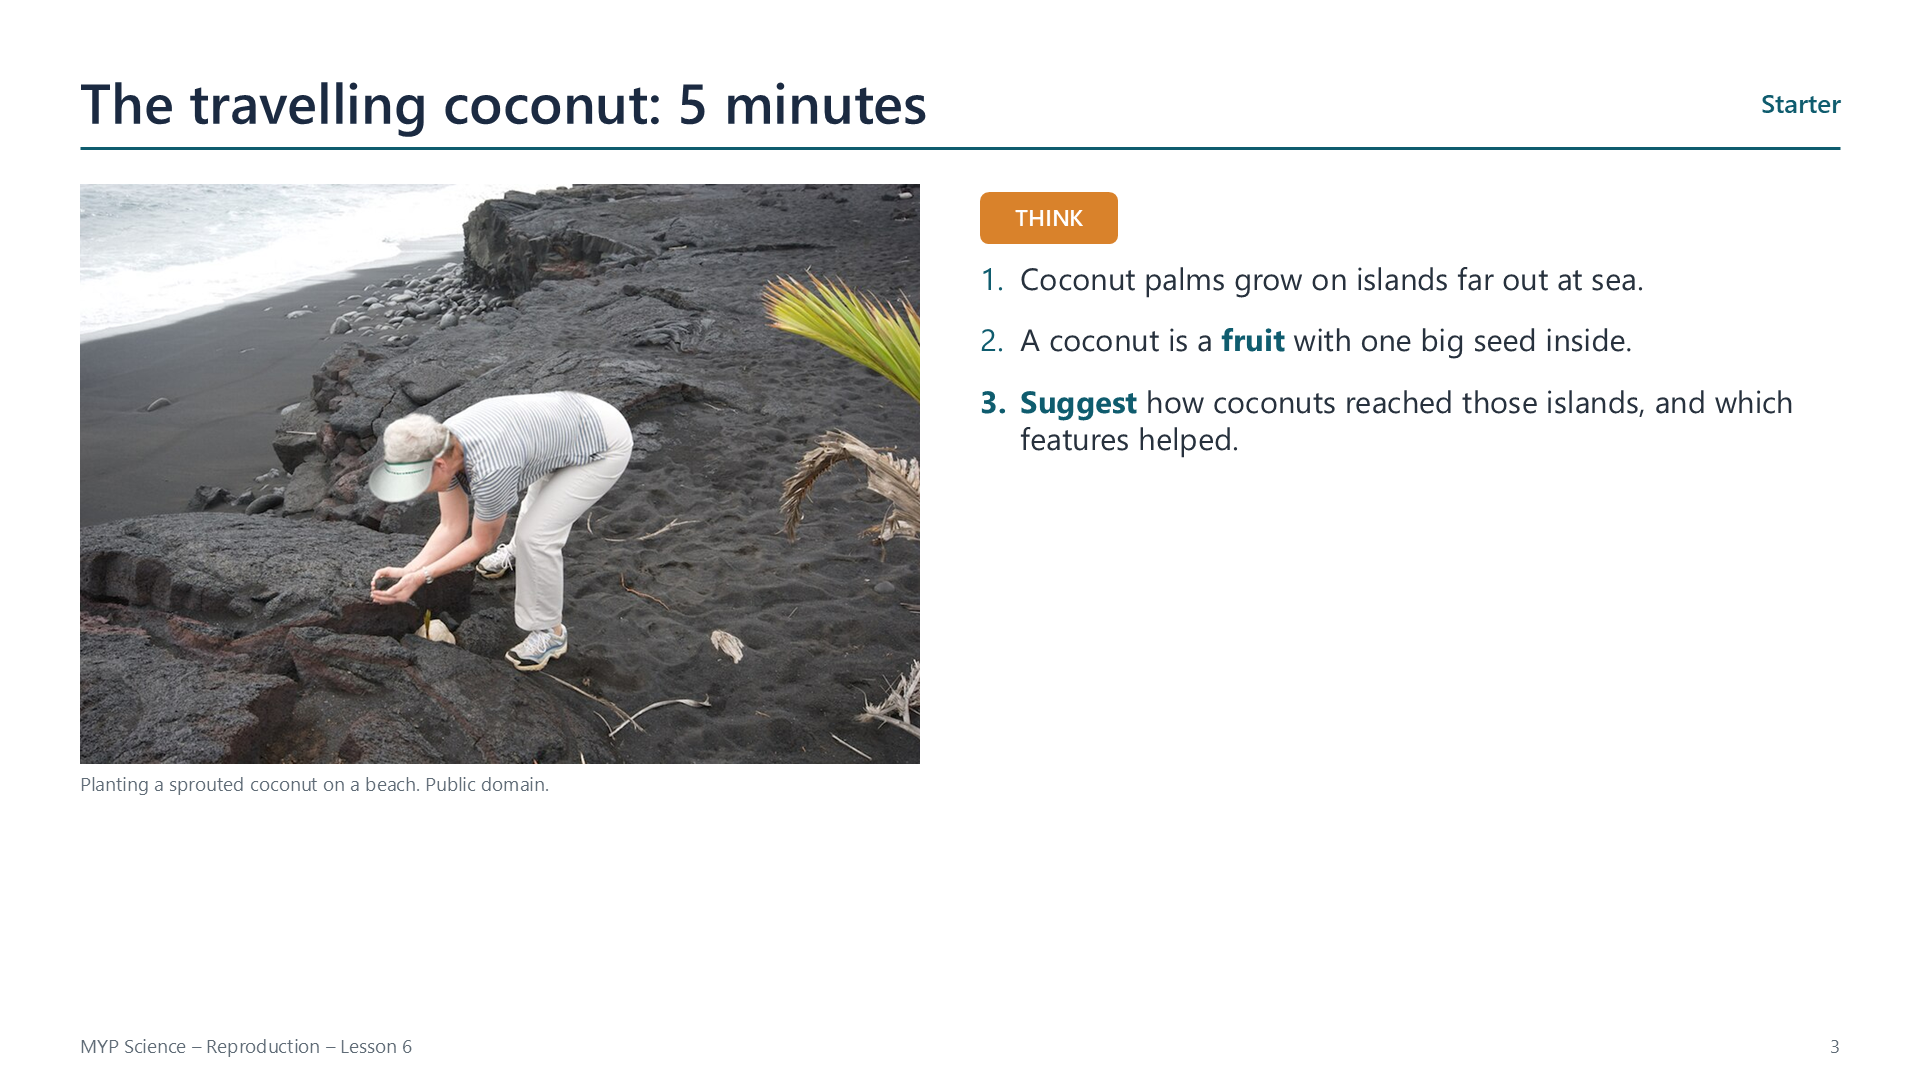 The travelling coconut: 5 minutes
Starter
THINK
1. Coconut palms grow on islands far out at sea.
2. A coconut is a fruit with one big seed inside.
3. Suggest how coconuts reached those islands, and which
features helped.
Planting a sprouted coconut on a beach. Public domain.
MYP Science – Reproduction – Lesson 6
3